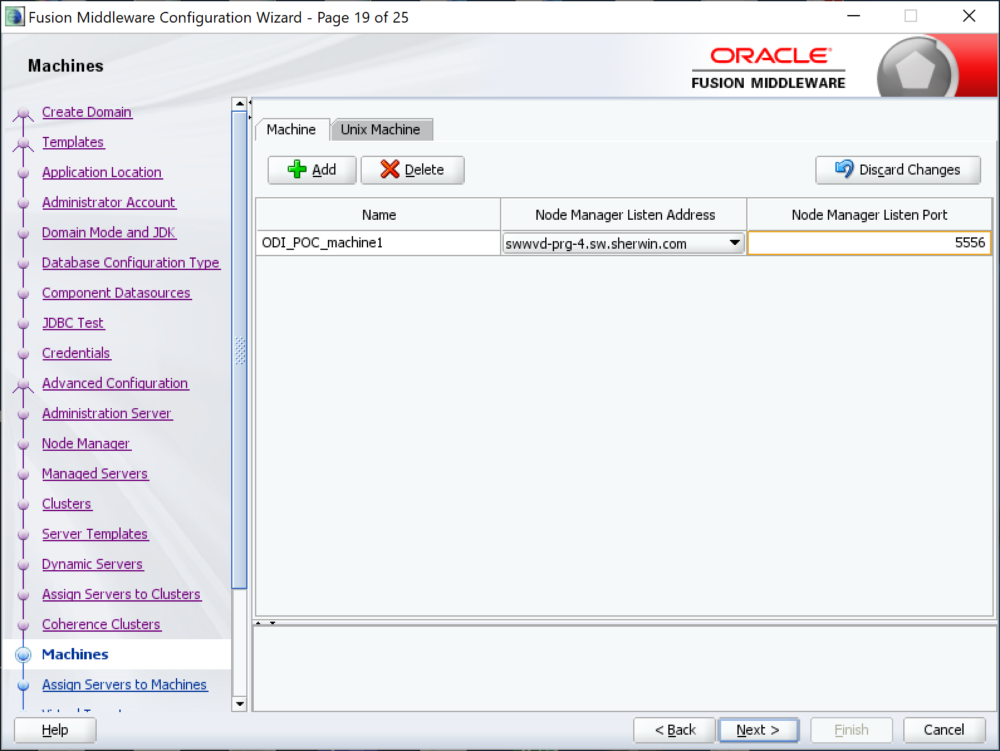 Fusion Middleware Configuration Wizard - Page 19 of 25
Machines
ORACLE
FUSION MIDDLEWARE
Create Domain
Templates
Application Location
Administrator Account
Domain Mode and JDK
Database Configuration Type
Component Datasources
JDBC Test
Credentials
Advanced Configuration
Administration Server
Node Manager
Managed Servers
Clusters
Server Templates
Dynamic Servers
Assign Servers to Clusters
Coherence Clusters
Machines
Assign Servers to Machines
Machine Unix Machine
Add Delete Discard Changes
Name Node Manager Listen Address Node Manager Listen Port
ODI_POC_machine1 swwvd-prg-4.sw.sherwin.com 5556
Help < Back Next > Finish Cancel